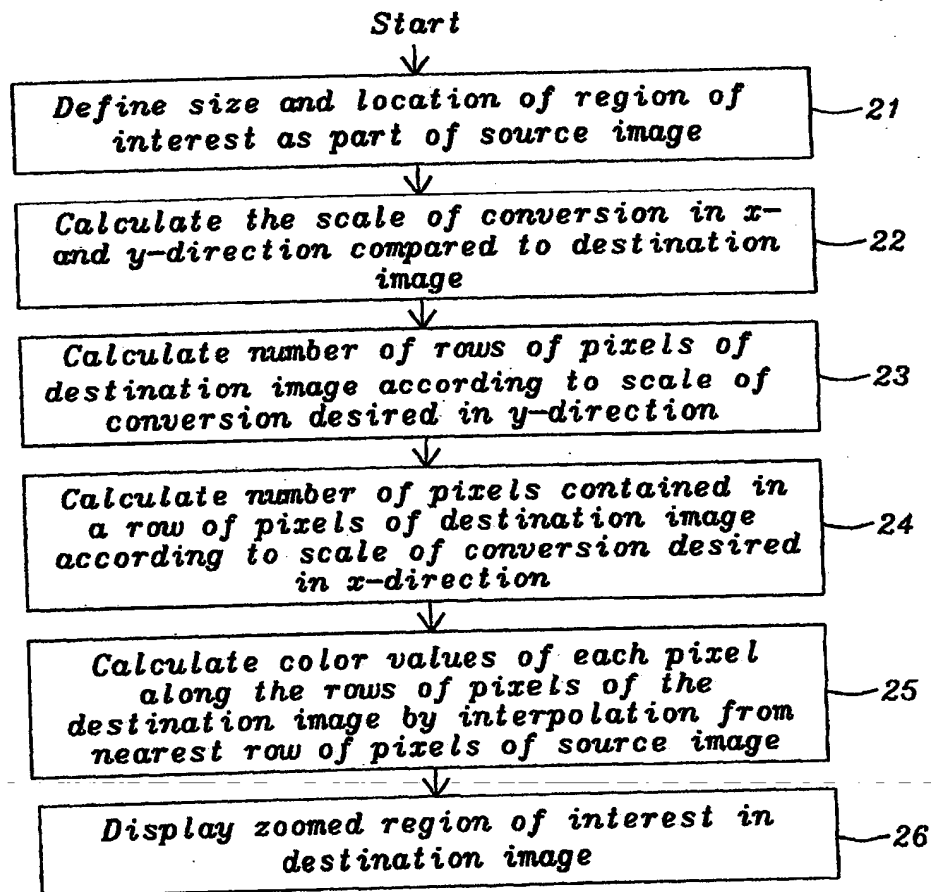 Start
Define size and location of region of
interest as part of source image
21
Calculate the scale of conversion in x-
and y-direction compared to destination
image
22
Calculate number of rows of pixels of
destination image according to scale of
conversion desired in y-direction
23
Calculate number of pixels contained in
a row of pixels of destination image
according to scale of conversion desired
in x-direction
24
Calculate color values of each pixel
along the rows of pixels of the
destination image by interpolation from
nearest row of pixels of source image
25
Display zoomed region of interest in
destination image
26